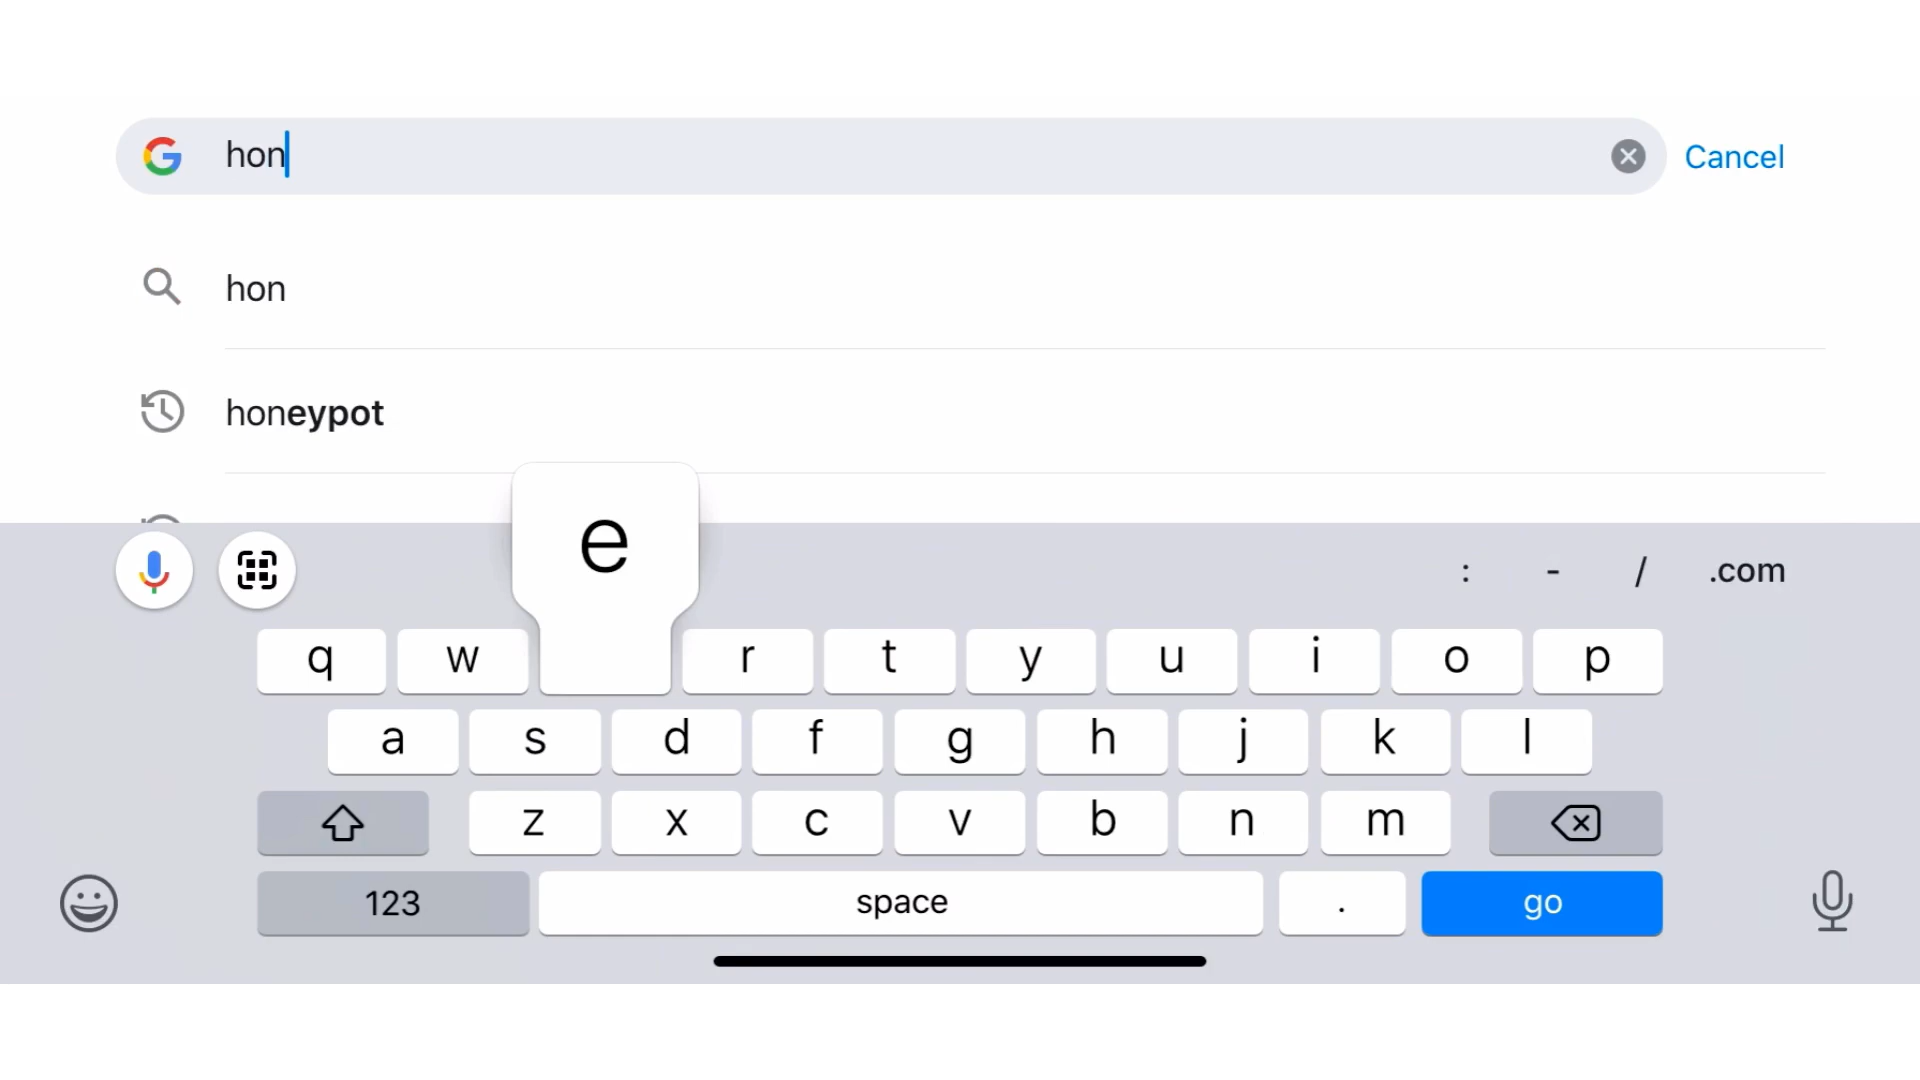 hon
Cancel
hon
honeypot
e
: - / .com
q w r t y u i o p
a s d f g h j k l
z x c v b n m
123 space . go